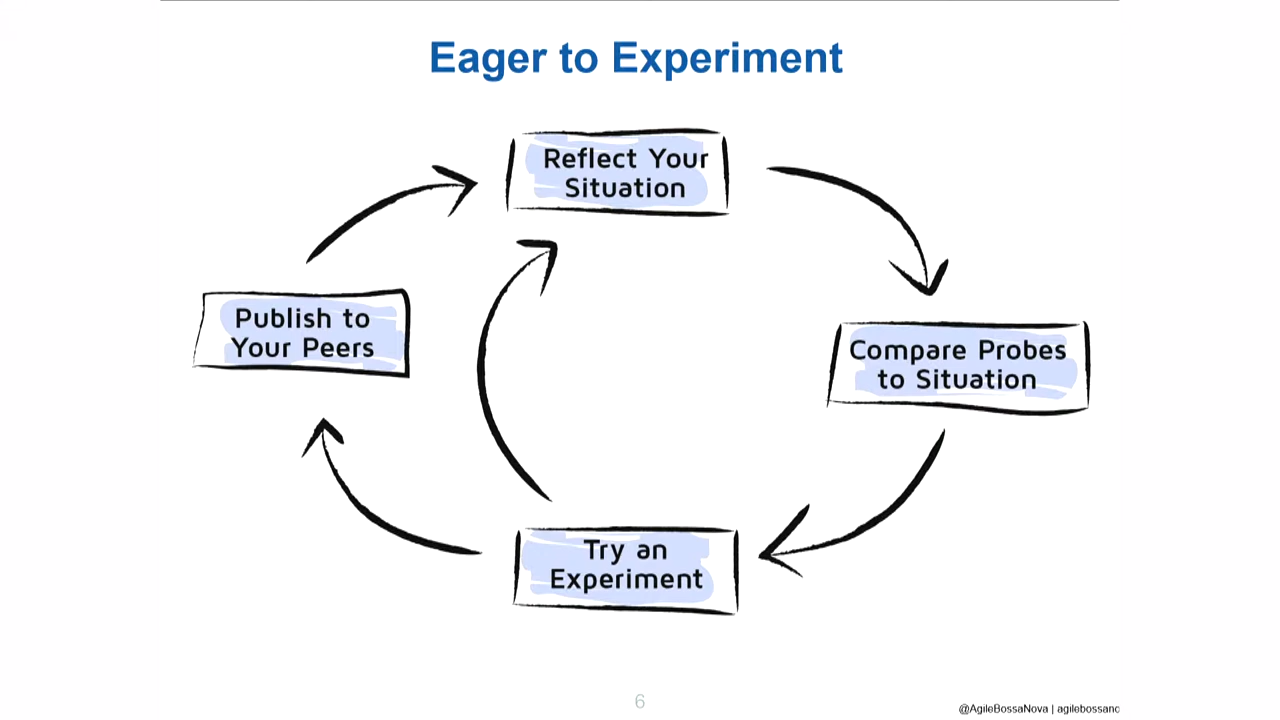 Eager to Experiment
Reflect Your
Situation
Publish to
Your Peers
Compare Probes
to Situation
Try an
Experiment
6
@AgileBossaNova | agilebossanc